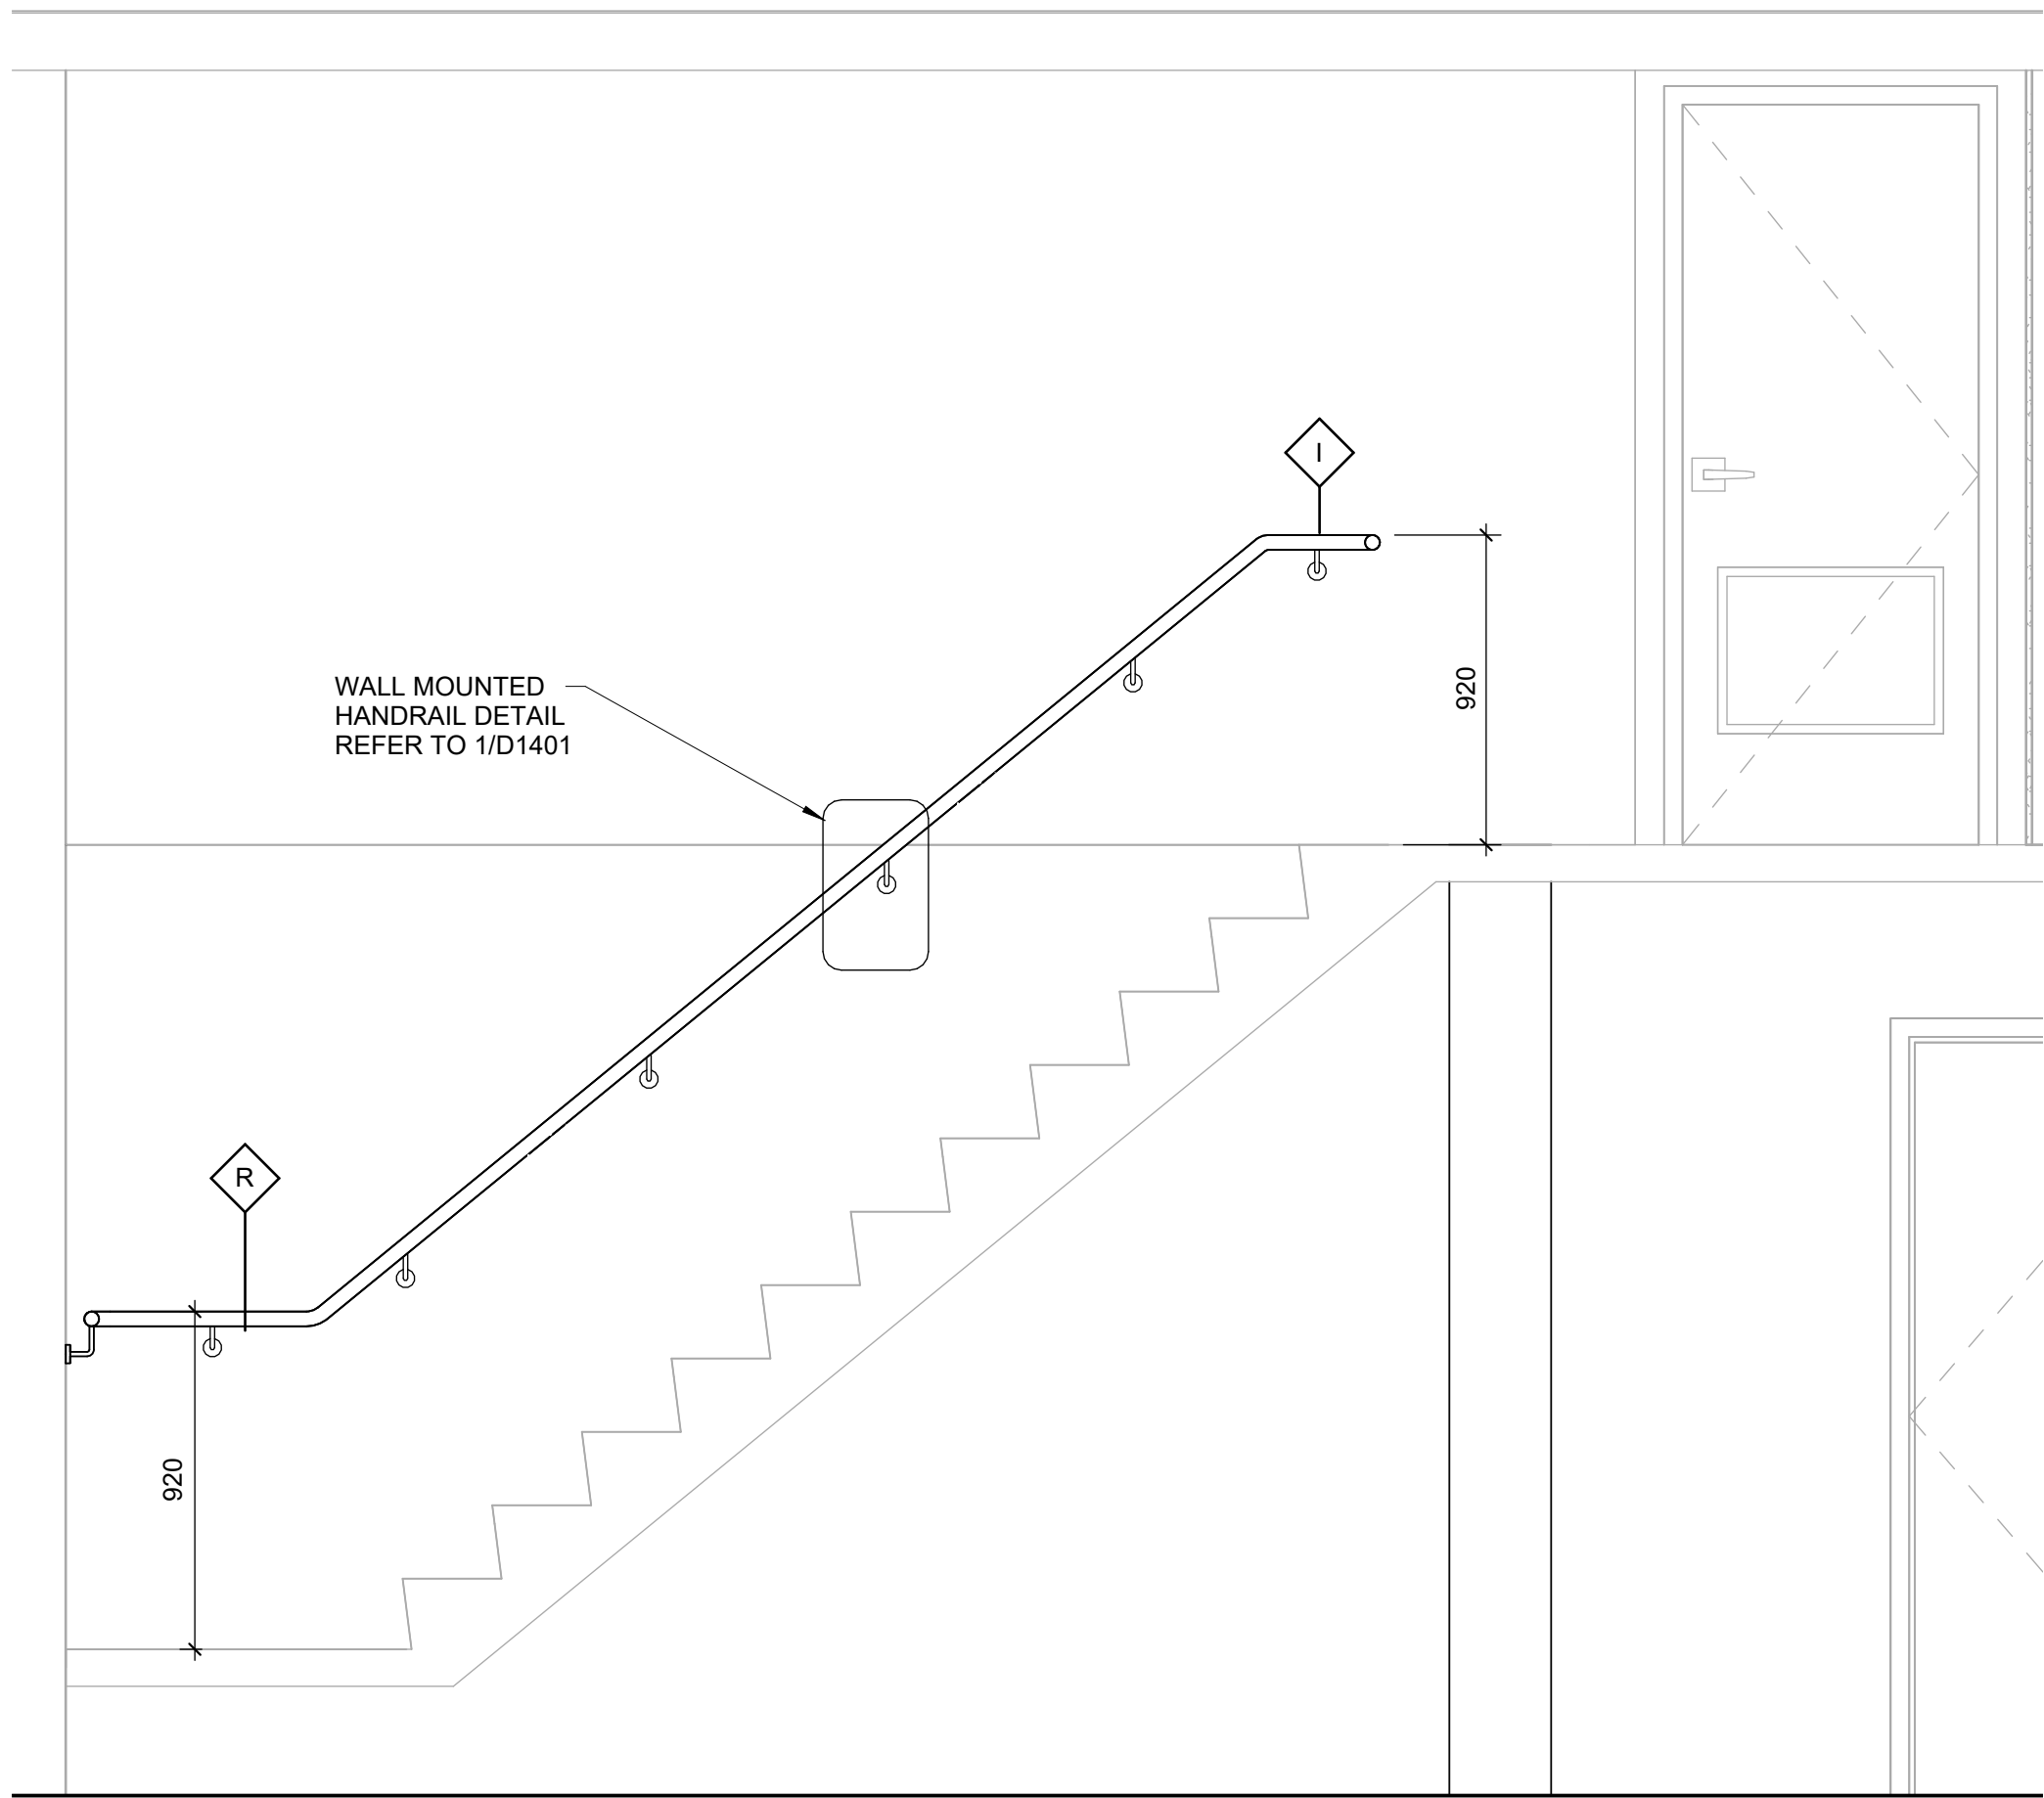 I
WALL MOUNTED
HANDRAIL DETAIL
REFER TO 1/D1401
920
R
920